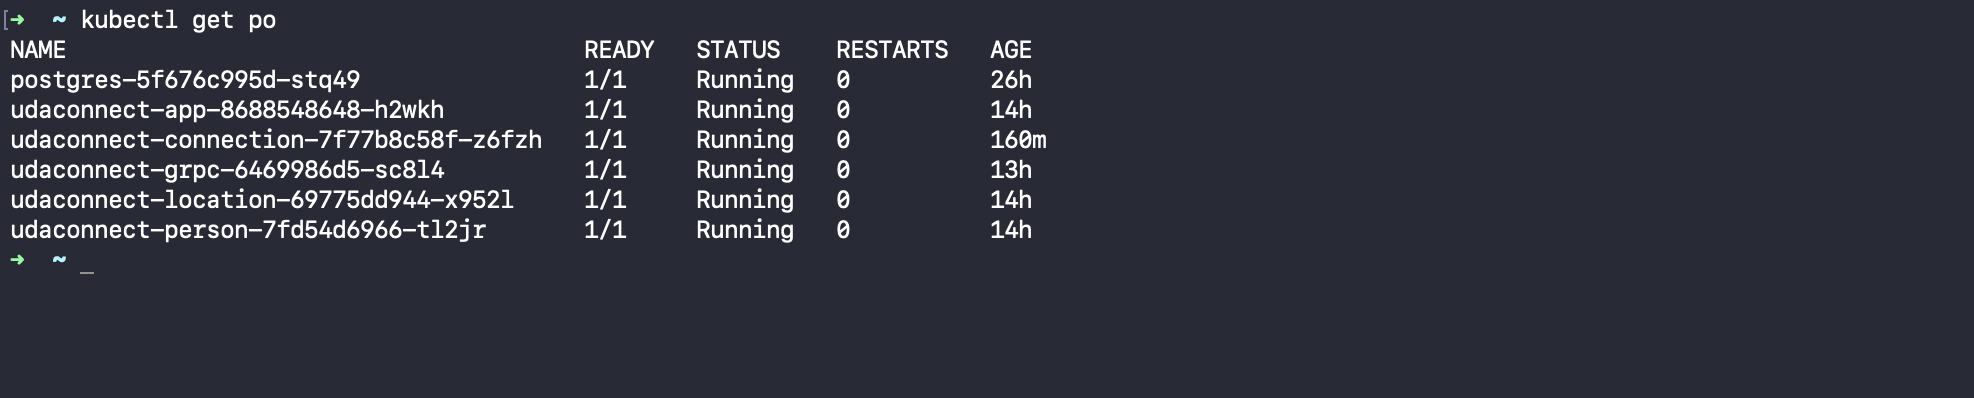 [➜  ~ kubectl get po
NAME                                     READY   STATUS    RESTARTS   AGE
postgres-5f676c995d-stq49                1/1     Running   0          26h
udaconnect-app-8688548648-h2wkh          1/1     Running   0          14h
udaconnect-connection-7f77b8c58f-z6fzh   1/1     Running   0          160m
udaconnect-grpc-6469986d5-sc8l4          1/1     Running   0          13h
udaconnect-location-69775dd944-x952l     1/1     Running   0          14h
udaconnect-person-7fd54d6966-tl2jr       1/1     Running   0          14h
➜  ~ _